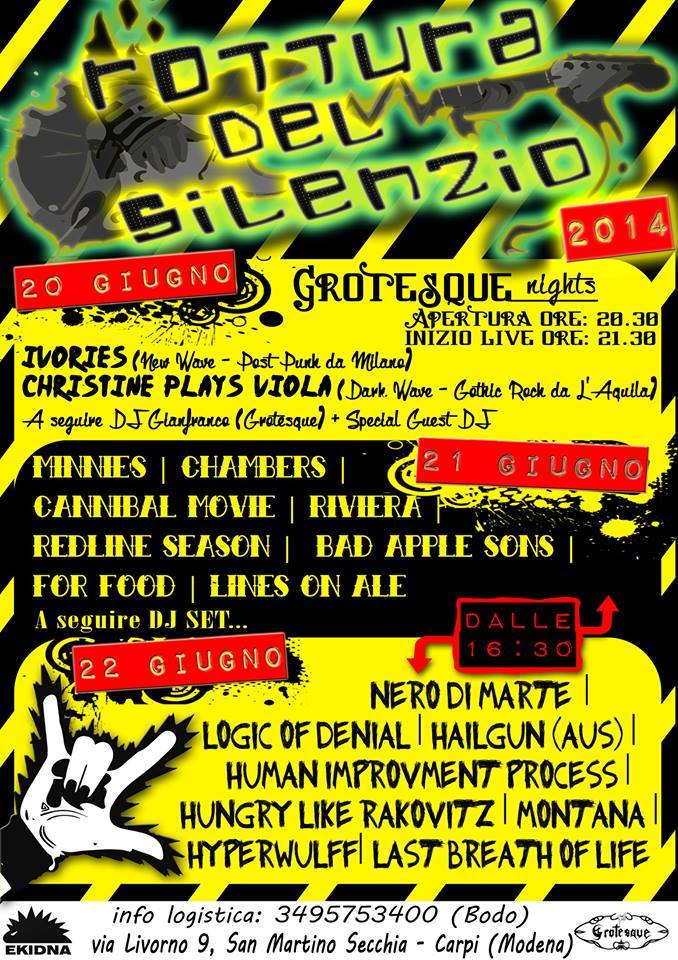 rottura
del
silenzio
2014
20 GIUGNO
GROTESQUE nights
APERTURA ORE: 20.30
INIZIO LIVE ORE: 21.30
IVORIES (New Wave - Post Punk da Milano)
CHRISTINE PLAYS VIOLA (Dark Wave - Gothic Rock da L'Aquila)
A seguire DJ Gianfranco (Grotesque) + Special Guest DJ
21 GIUGNO
MINNIES | CHAMBERS |
CANNIBAL MOVIE | RIVIERA |
REDLINE SEASON | BAD APPLE SONS |
FOR FOOD | LINES ON ALE
A seguire DJ SET...
DALLE
16:30
22 GIUGNO
NERO DI MARTE |
LOGIC OF DENIAL | HAILGUN (AUS) |
HUMAN IMPROVMENT PROCESS |
HUNGRY LIKE RAKOVITZ | MONTANA |
HYPERWULFF | LAST BREATH OF LIFE
info logistica: 3495753400 (Bodo)
via Livorno 9, San Martino Secchia - Carpi (Modena)
EKIDNA
Grotesque